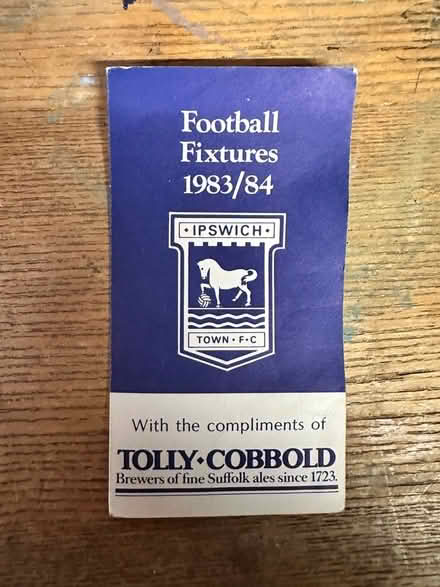 Football
Fixtures
1983/84
• IPSWICH •
TOWN • F • C
With the compliments of
TOLLY•COBBOLD
Brewers of fine Suffolk ales since 1723.